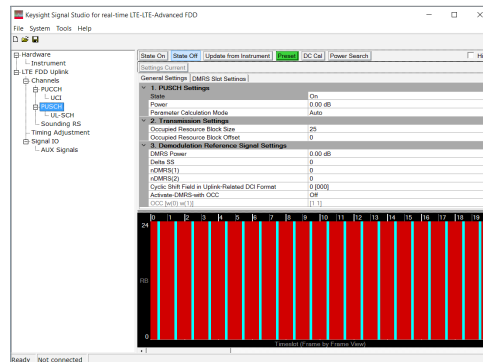 Keysight Signal Studio for real-time LTE-LTE-Advanced FDD
File System Tools Help
State On State Off Update from Instrument Preset DC Cal Power Search
Settings Current
General Settings DMRS Slot Settings
Hardware
Instrument
LTE FDD Uplink
Channels
PUCCH
UCI
PUSCH
UL-SCH
Sounding RS
Timing Adjustment
Signal IO
AUX Signals
1. PUSCH Settings
State On
Power 0.00 dB
Parameter Calculation Mode Auto
2. Transmission Settings
Occupied Resource Block Size 25
Occupied Resource Block Offset 0
3. Demodulation Reference Signal Settings
DMRS Power 0.00 dB
Delta SS 0
nDMRS(1) 0
nDMRS(2) 0
Cyclic Shift Field in Uplink-Related DCI Format 0 [000]
Activate-DMRS-with OCC Off
OCC [w(0) w(1)] [1 1]
0 1 2 3 4 5 6 7 8 9 10 11 12 13 14 15 16 17 18 19
24
RB
0
Timeslot (Frame by Frame View)
Ready Not connected